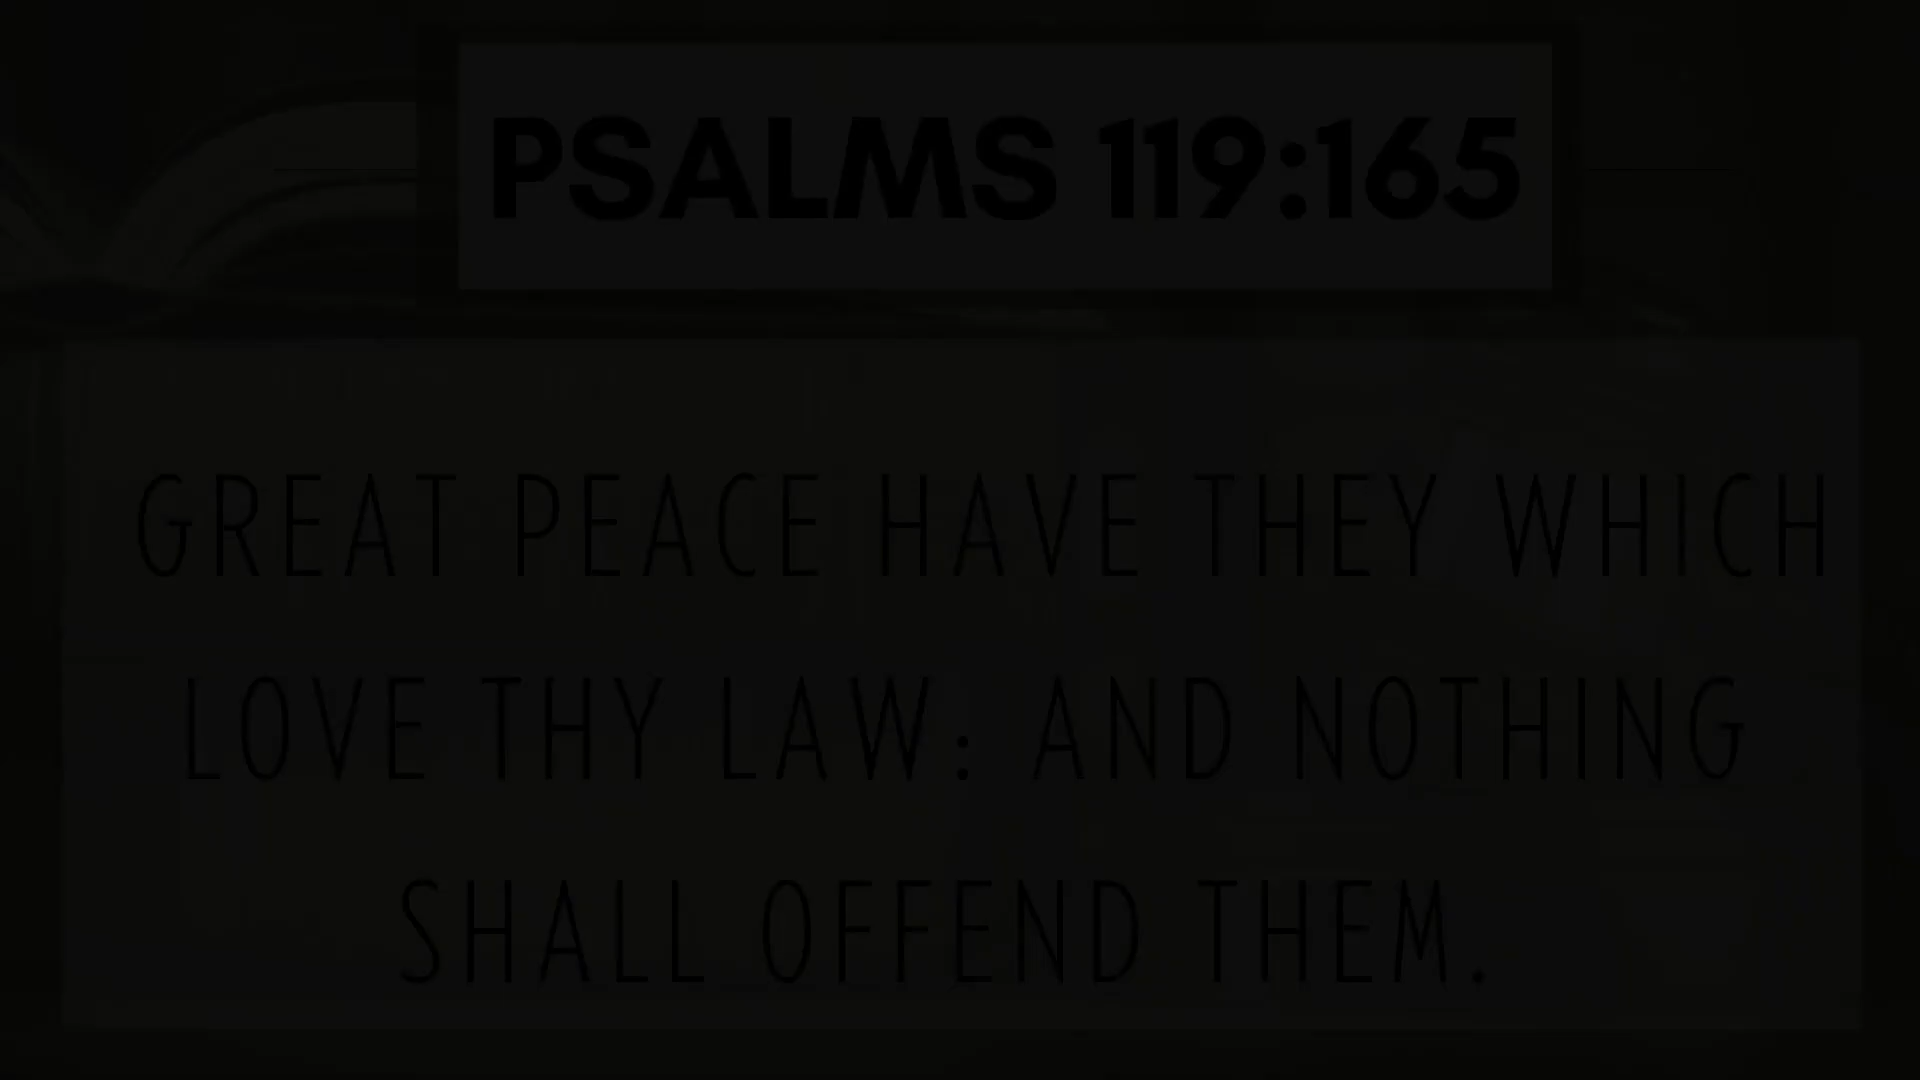 PSALMS 119:165
GREAT PEACE HAVE THEY WHICH
LOVE THY LAW: AND NOTHING
SHALL OFFEND THEM.